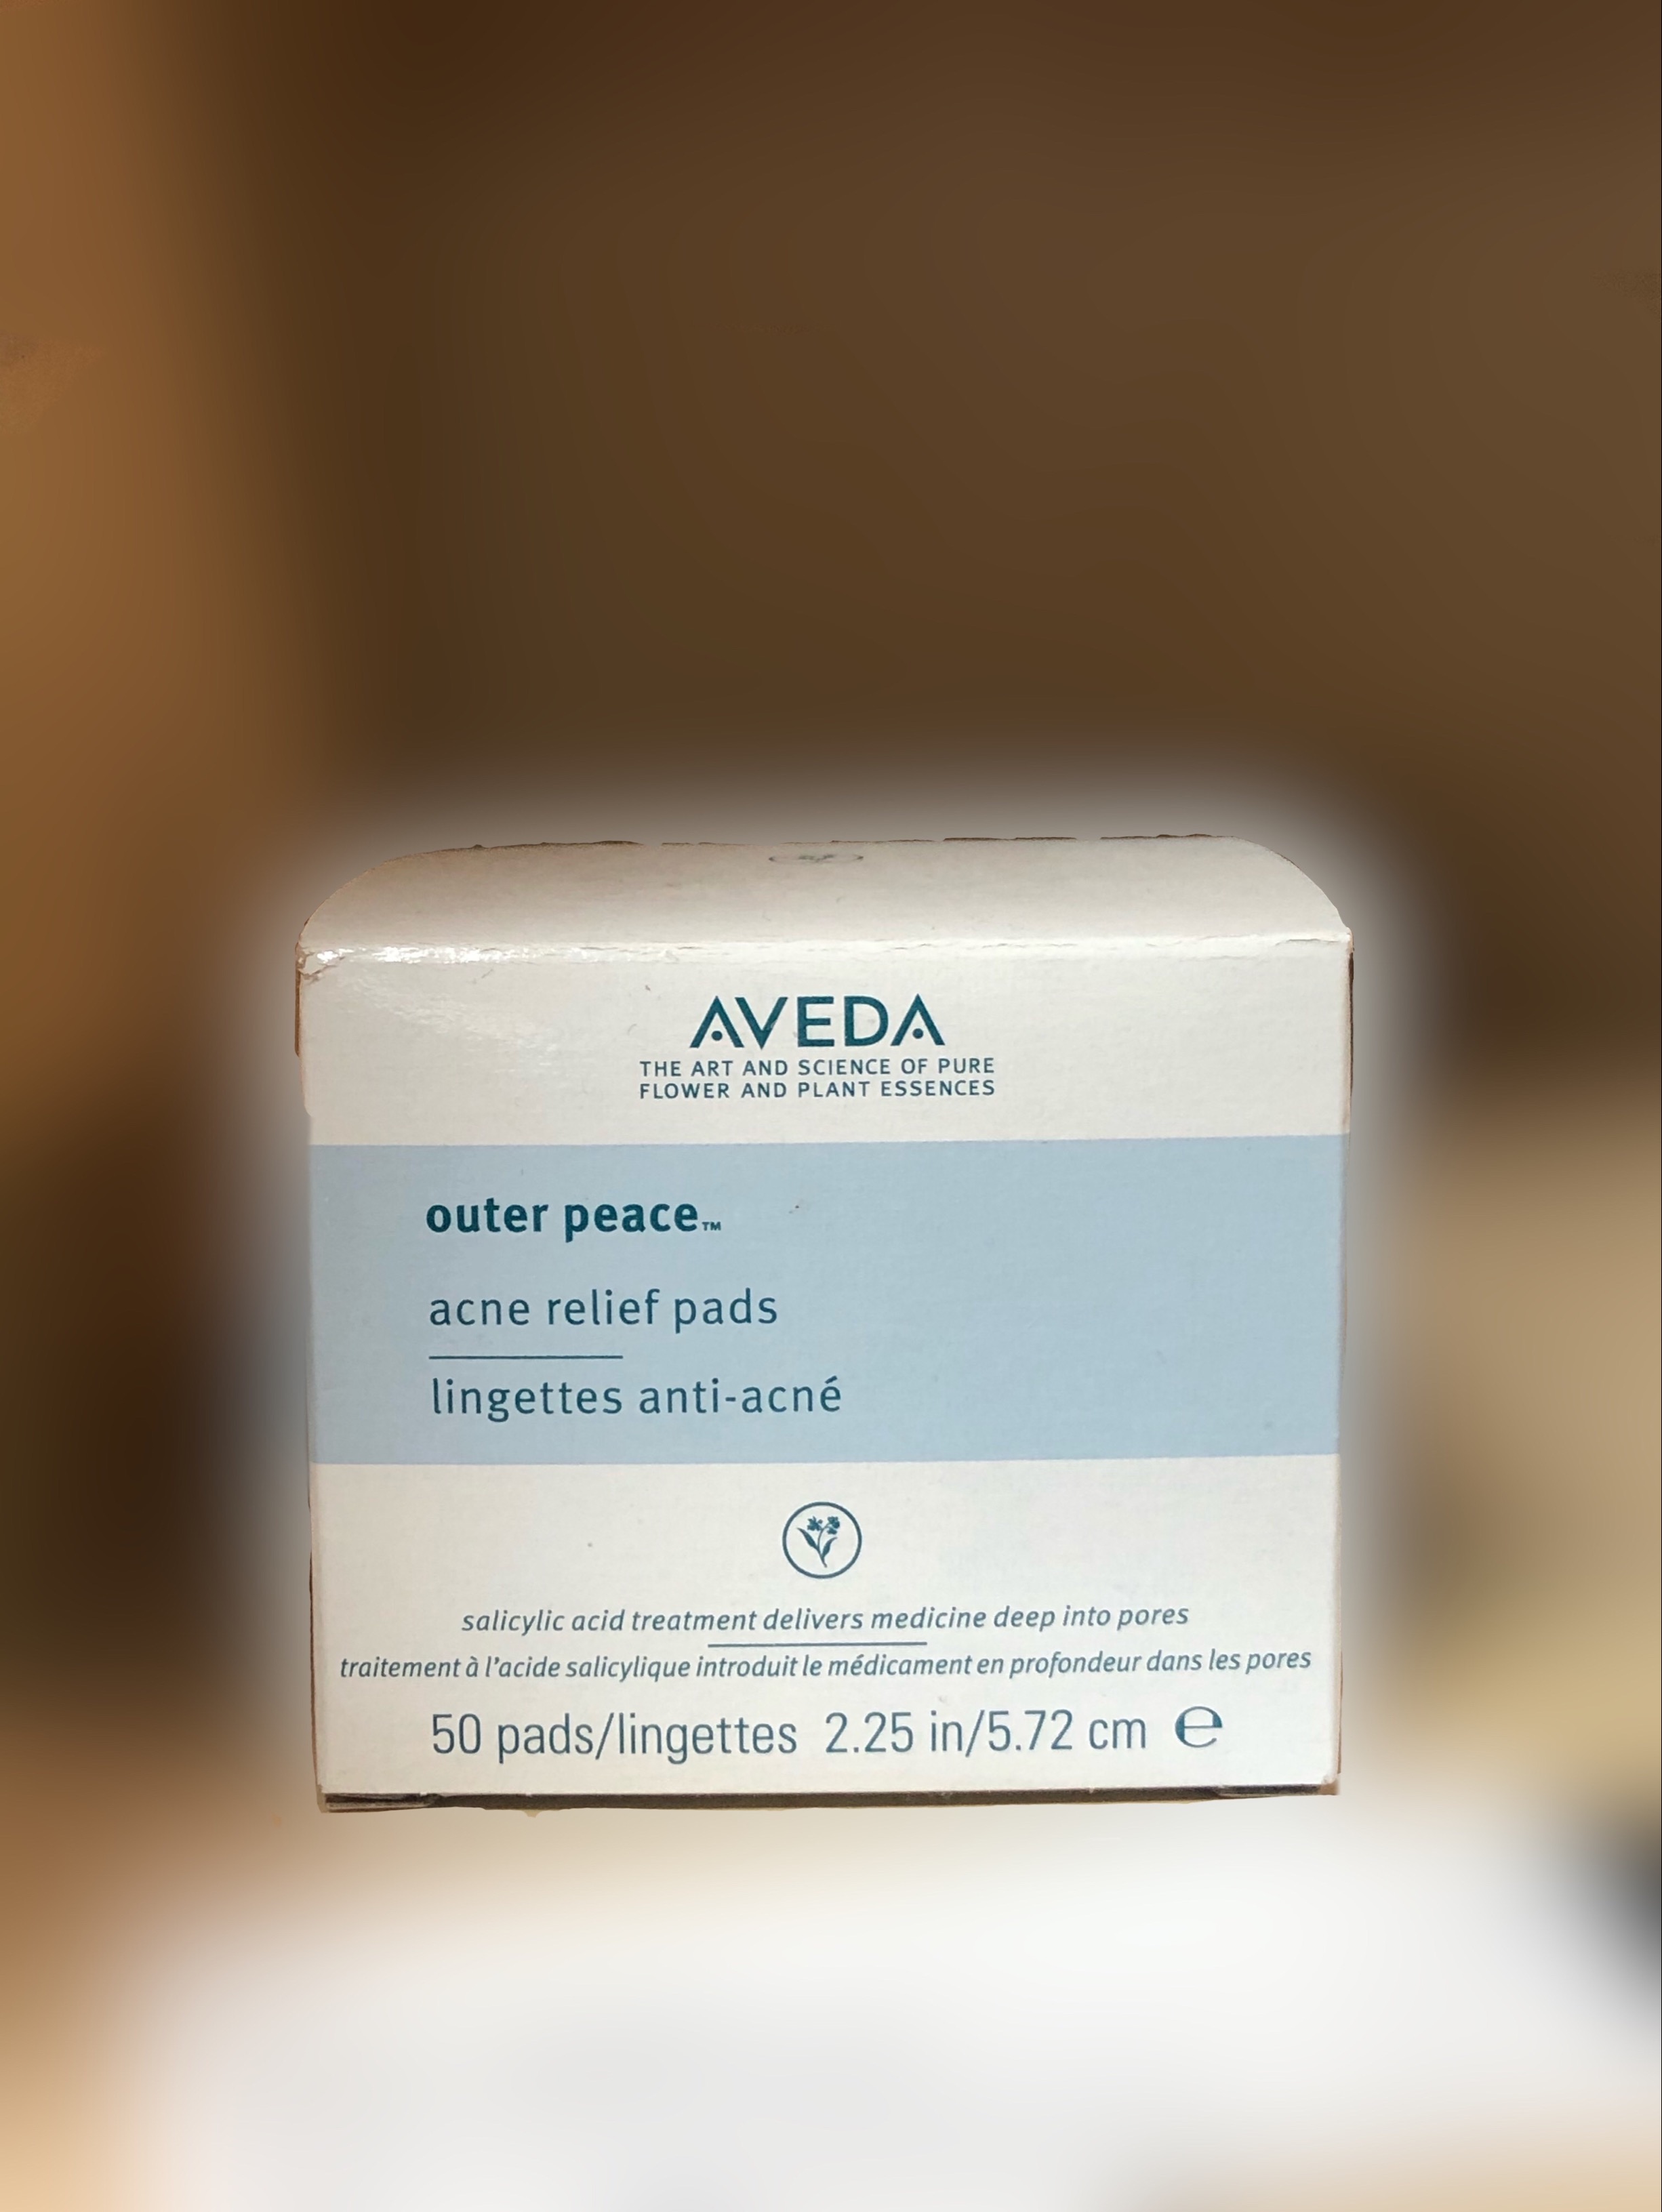 AVEDA
THE ART AND SCIENCE OF PURE
FLOWER AND PLANT ESSENCES
outer peace™
acne relief pads
lingettes anti-acné
salicylic acid treatment delivers medicine deep into pores
traitement à l'acide salicylique introduit le médicament en profondeur dans les pores
50 pads/lingettes 2.25 in/5.72 cm ℮